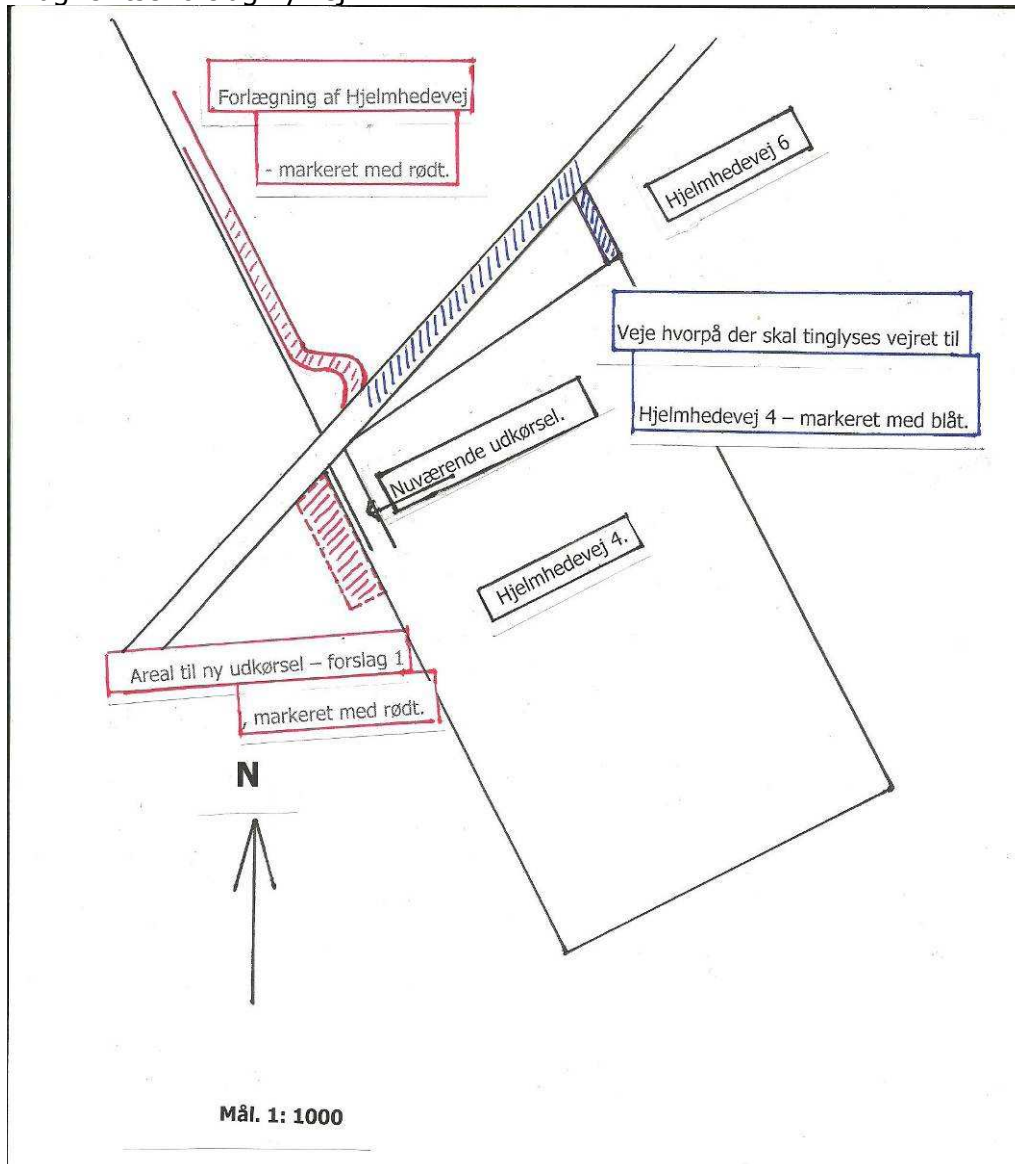 Forlægning af Hjelmhedevej
- markeret med rødt.
Hjelmhedevej 6
Veje hvorpå der skal tinglyses vejret til
Hjelmhedevej 4 – markeret med blåt.
Nuværende udkørsel.
Hjelmhedevej 4.
Areal til ny udkørsel – forslag 1
, markeret med rødt.
N
Mål. 1: 1000